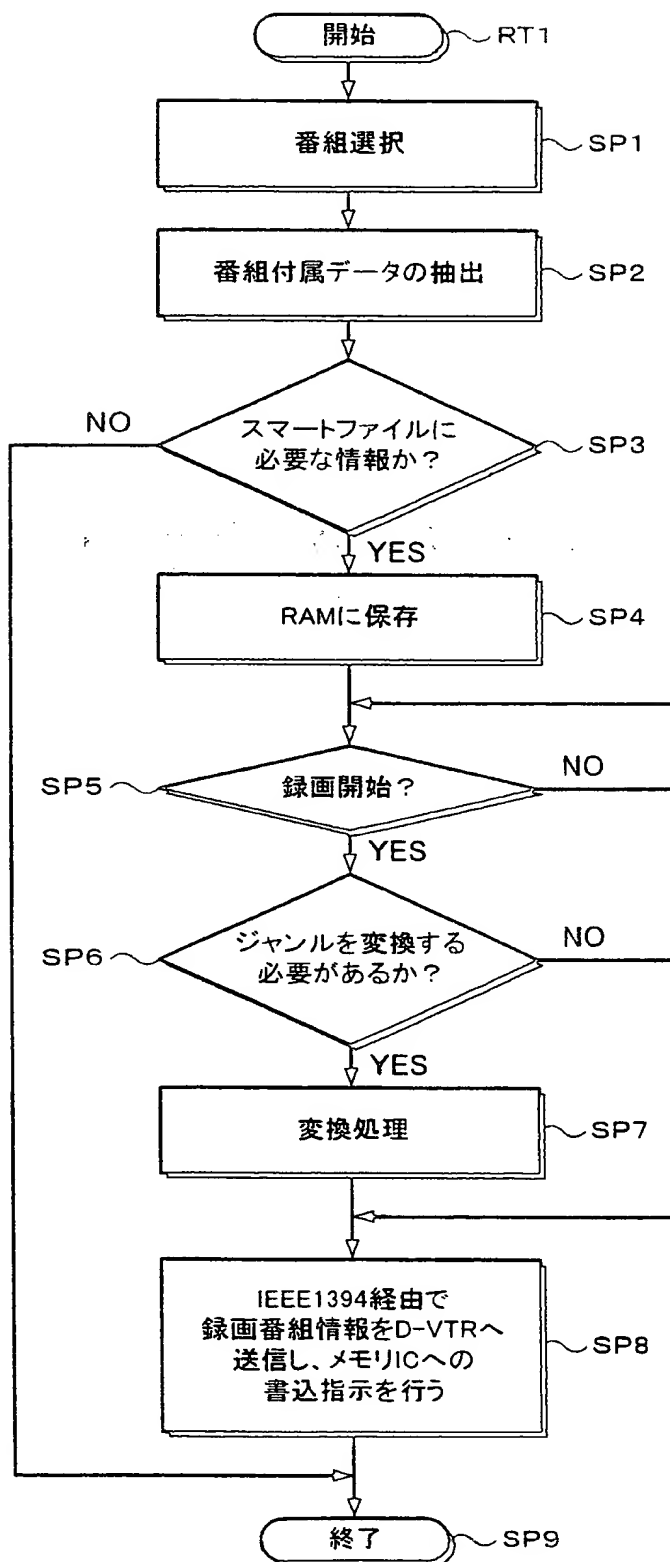 開始
RT1
番組選択
SP1
番組付属データの抽出
SP2
NO
スマートファイルに
必要な情報か？
SP3
YES
RAMに保存
SP4
SP5
録画開始？
NO
YES
SP6
ジャンルを変換する
必要があるか？
NO
YES
変換処理
SP7
IEEE1394経由で
録画番組情報をD-VTRへ
送信し、メモリICへの
書込指示を行う
SP8
終了
SP9